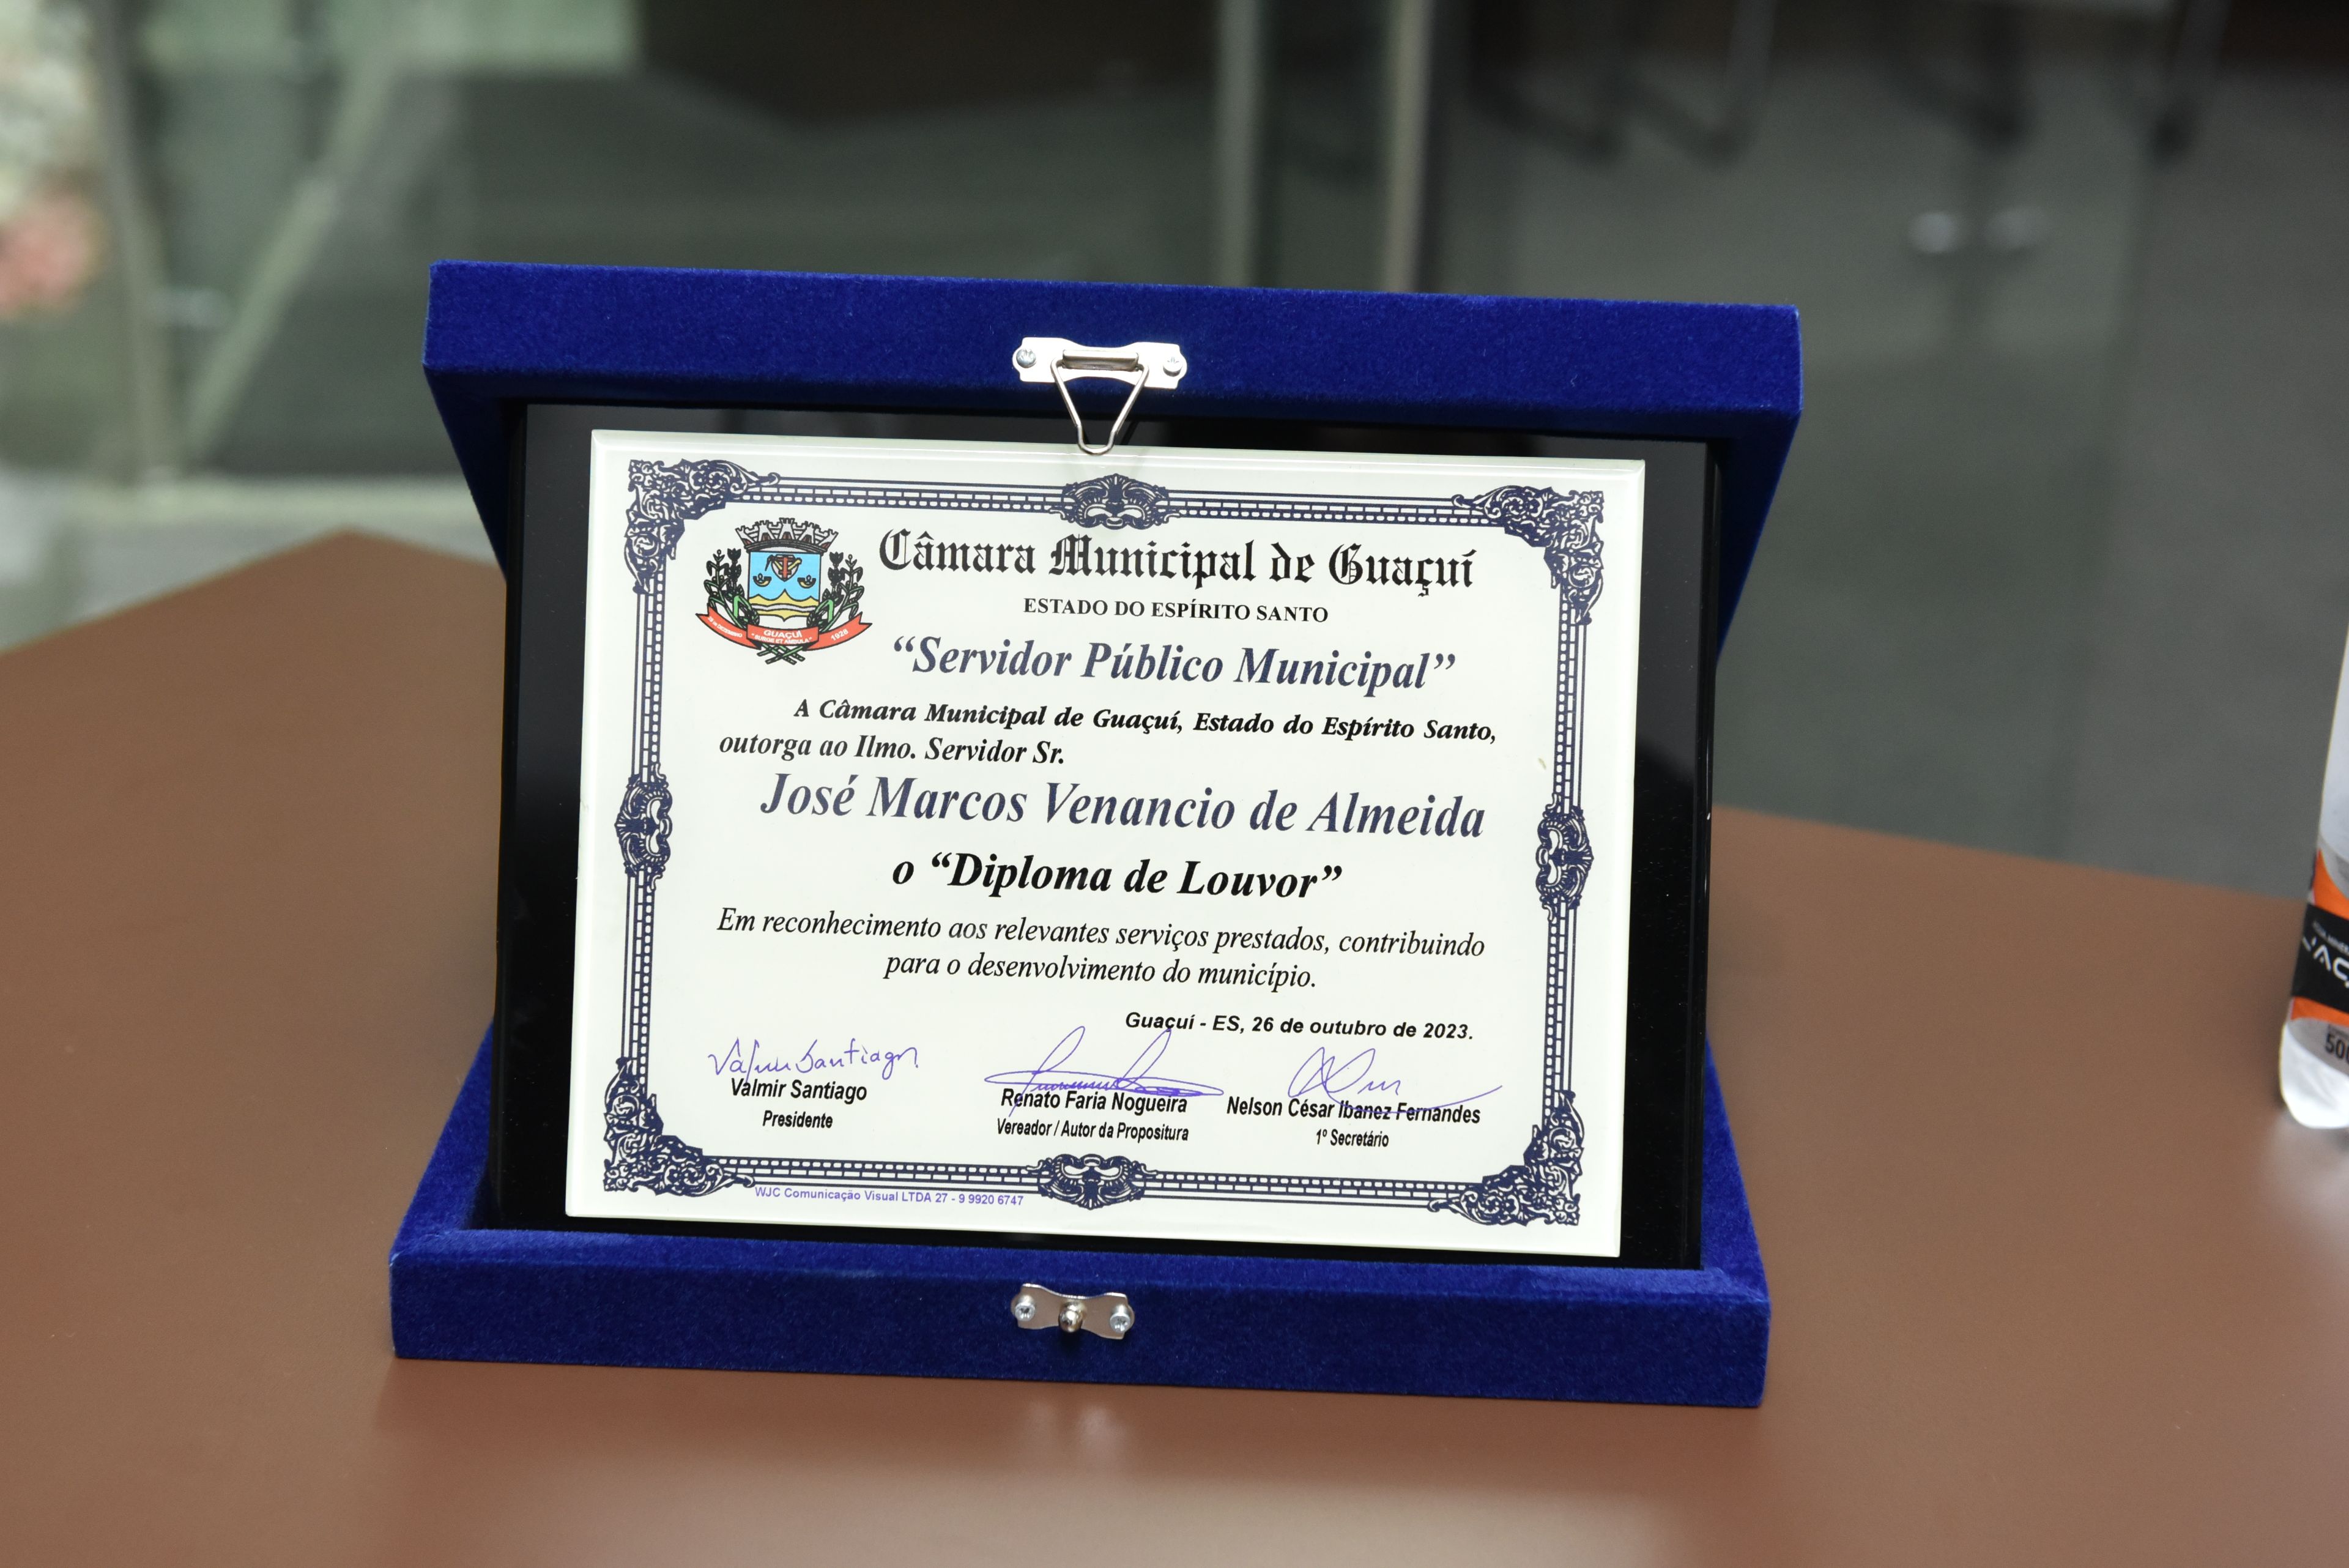 Câmara Municipal de Guaçuí
ESTADO DO ESPÍRITO SANTO
GUAÇUÍ
1928
“Servidor Público Municipal”
A Câmara Municipal de Guaçuí, Estado do Espírito Santo,
outorga ao Ilmo. Servidor Sr.
José Marcos Venancio de Almeida
o “Diploma de Louvor”
Em reconhecimento aos relevantes serviços prestados, contribuindo
para o desenvolvimento do município.
Guaçuí - ES, 26 de outubro de 2023.
Valmir Santiago
Valmir Santiago
Presidente
Renato Faria Nogueira
Vereador / Autor da Propositura
Nelson César Ibanez Fernandes
1º Secretário
WJC Comunicação Visual LTDA 27 - 9 9920 6747